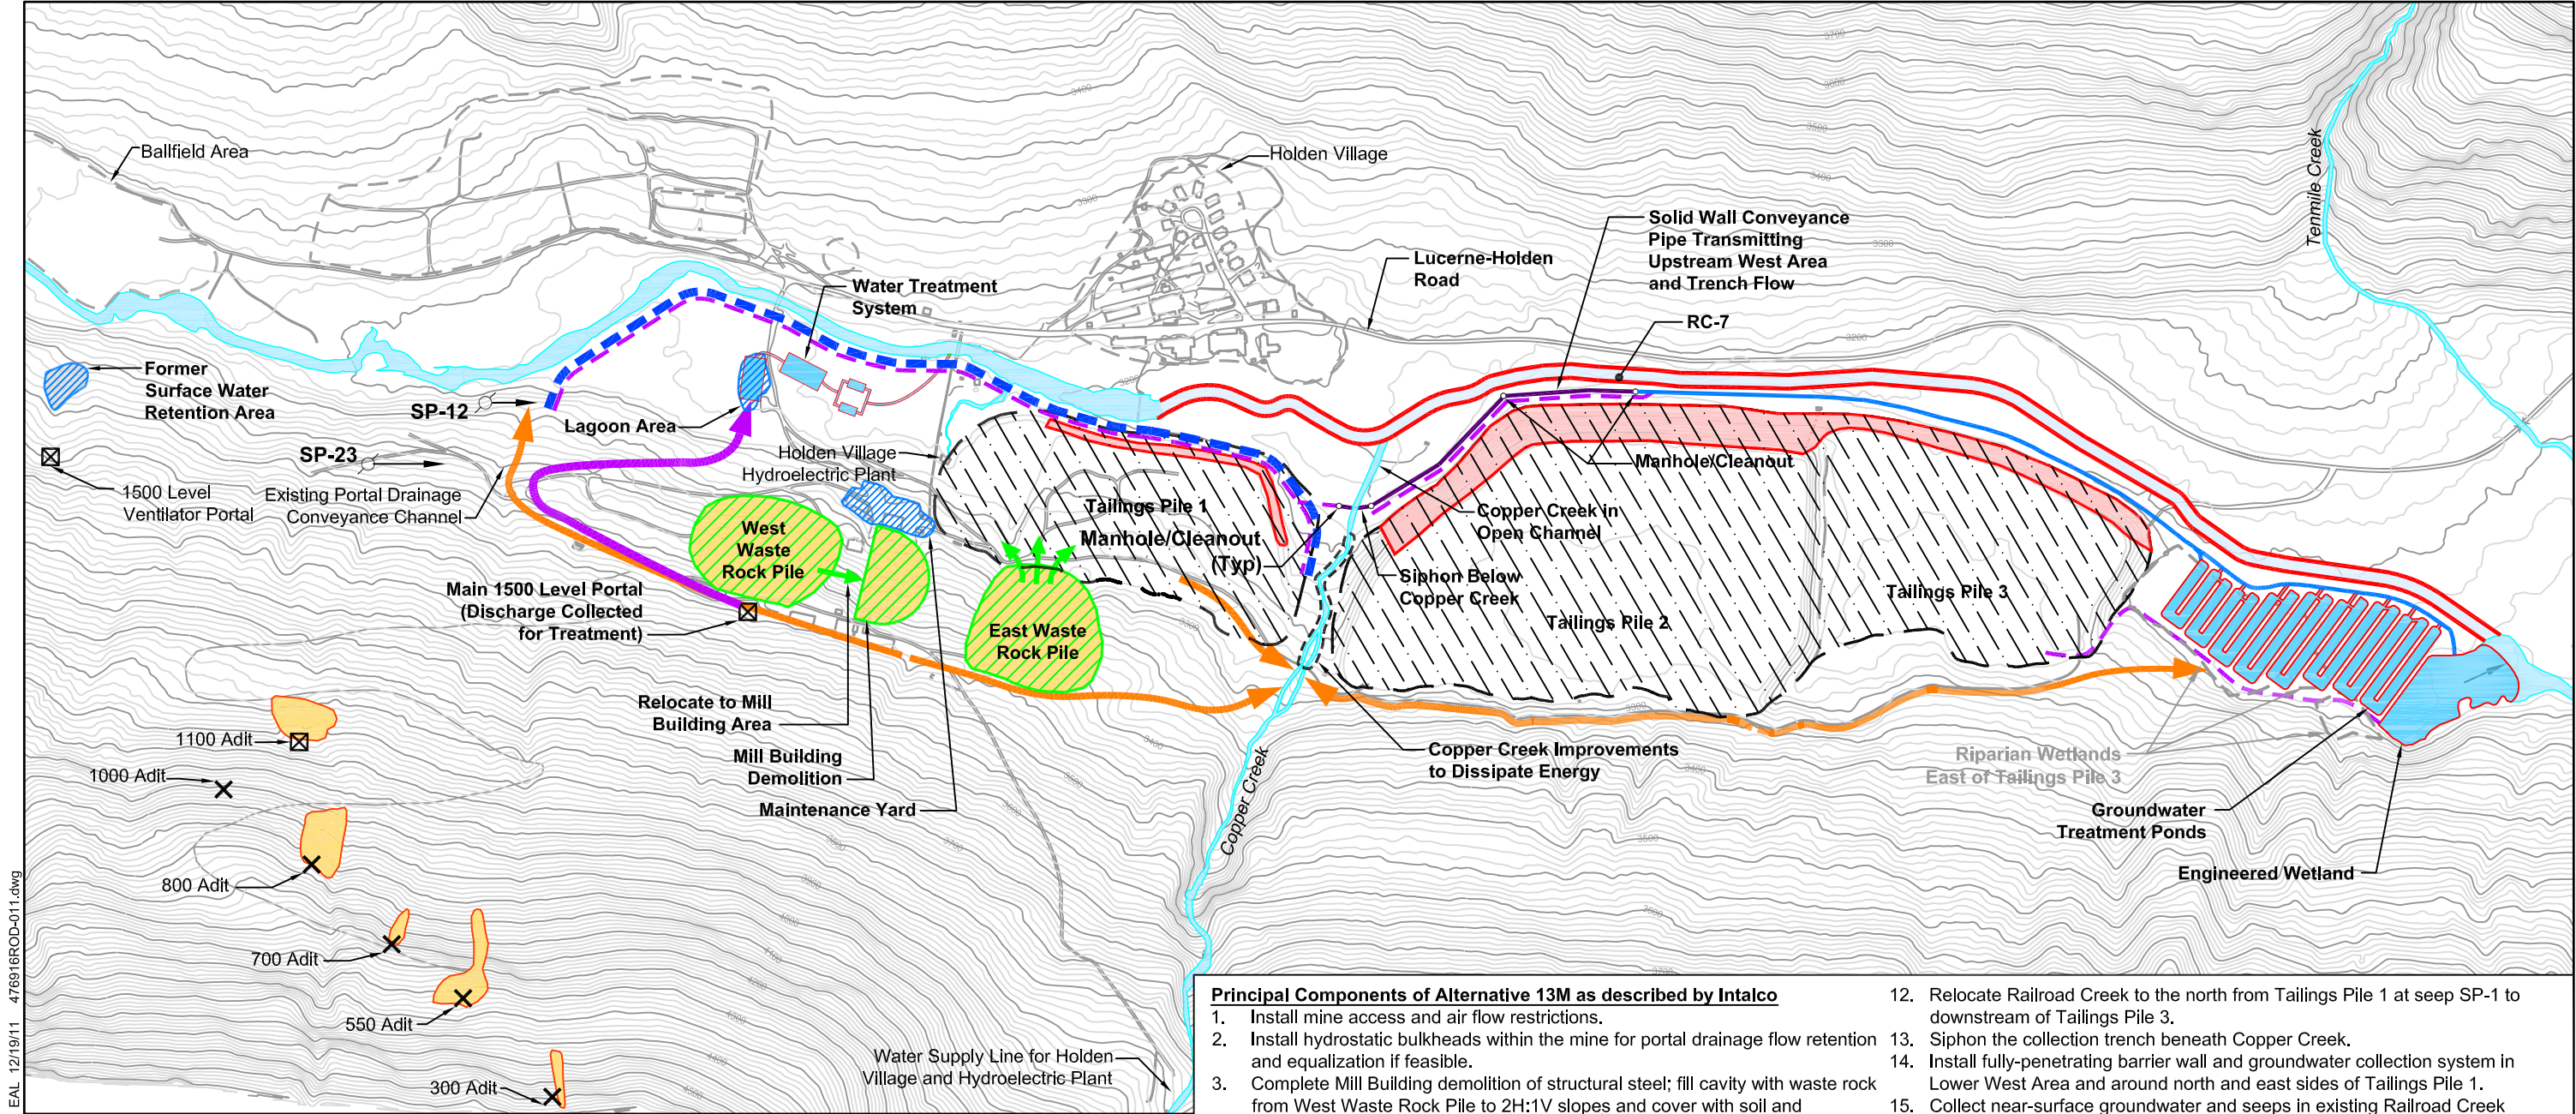 Ballfield Area
Holden Village
Tenmile Creek
Solid Wall Conveyance
Pipe Transmitting
Upstream West Area
and Trench Flow
Lucerne-Holden
Road
RC-7
Water Treatment
System
Former
Surface Water
Retention Area
SP-12
Lagoon Area
SP-23
Holden Village
Hydroelectric Plant
1500 Level
Ventilator Portal
Existing Portal Drainage
Conveyance Channel
Manhole/Cleanout
Tailings Pile 1
Manhole/Cleanout
(Typ)
Copper Creek in
Open Channel
West
Waste
Rock Pile
Siphon Below
Copper Creek
Main 1500 Level Portal
(Discharge Collected
for Treatment)
Tailings Pile 2
Tailings Pile 3
East Waste
Rock Pile
Relocate to Mill
Building Area
1100 Adit
Mill Building
Demolition
1000 Adit
Maintenance Yard
Copper Creek
Copper Creek Improvements
to Dissipate Energy
Riparian Wetlands
East of Tailings Pile 3
Groundwater
Treatment Ponds
Engineered Wetland
800 Adit
700 Adit
550 Adit
300 Adit
Water Supply Line for Holden
Village and Hydroelectric Plant
EAL 12/19/11 476916ROD-011.dwg
Principal Components of Alternative 13M as described by Intalco
1. Install mine access and air flow restrictions.
2. Install hydrostatic bulkheads within the mine for portal drainage flow retention
and equalization if feasible.
3. Complete Mill Building demolition of structural steel; fill cavity with waste rock
from West Waste Rock Pile to 2H:1V slopes and cover with soil and
12. Relocate Railroad Creek to the north from Tailings Pile 1 at seep SP-1 to
downstream of Tailings Pile 3.
13. Siphon the collection trench beneath Copper Creek.
14. Install fully-penetrating barrier wall and groundwater collection system in
Lower West Area and around north and east sides of Tailings Pile 1.
15. Collect near-surface groundwater and seeps in existing Railroad Creek